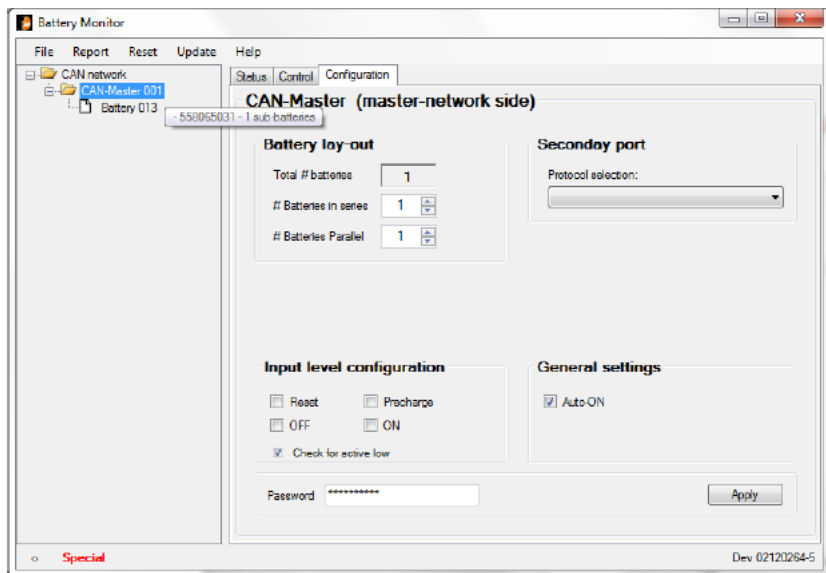 Battery Monitor
File Report Reset Update Help
CAN network
CAN-Master 001
Battery 013
- 558065031 - 1 sub-batteries
Status Control Configuration
CAN-Master (master-network side)
Battery lay-out
Total # batteries 1
# Batteries in series 1
# Batteries Parallel 1
Seconday port
Protocol selection:
Input level configuration
Reset Precharge
OFF ON
Check for active low
General settings
Auto-ON
Password **********
Apply
Special
Dev 02120264-5